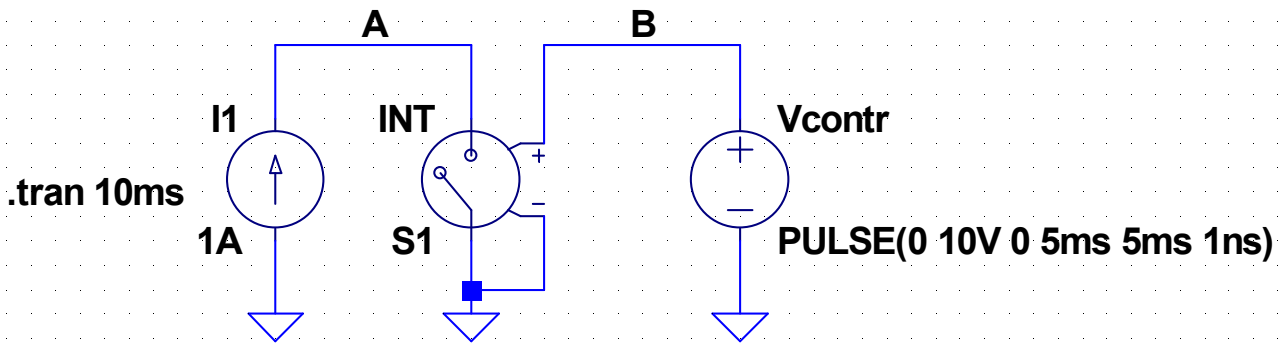 A
B
I1
INT
Vcontr
+
+
.tran 10ms
−
−
1A
S1
PULSE(0 10V 0 5ms 5ms 1ns)